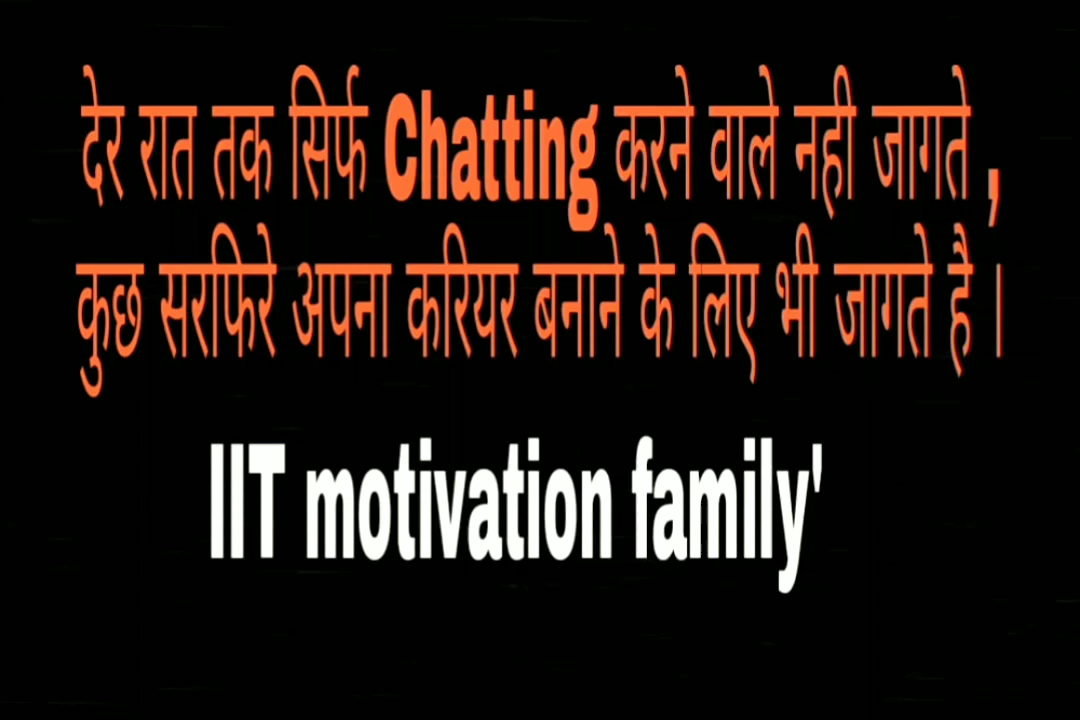 देर रात तक सिर्फ Chatting करने वाले नही जागते ,
कुछ सरफिरे अपना करियर बनाने के लिए भी जागते है ।
IIT motivation family'